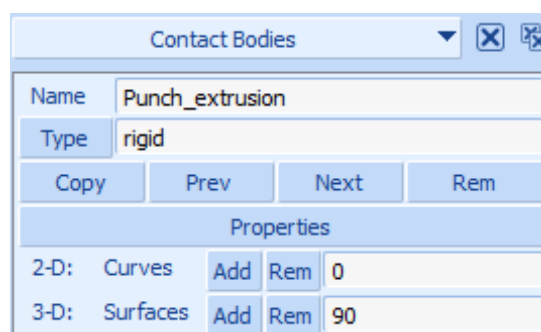 Contact Bodies
Name Punch_extrusion
Type rigid
Copy Prev Next Rem
Properties
2-D: Curves Add Rem 0
3-D: Surfaces Add Rem 90